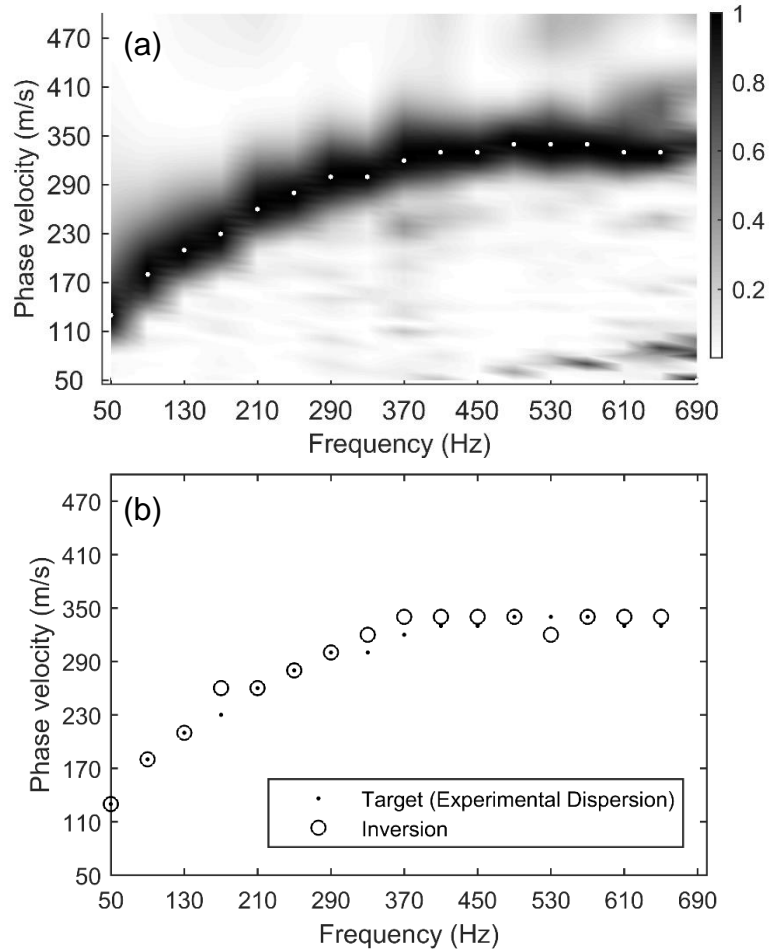 (a)
470
410
350
290
230
170
110
50
Phase velocity (m/s)
50 130 210 290 370 450 530 610 690
Frequency (Hz)
1
0.8
0.6
0.4
0.2
(b)
470
410
350
290
230
170
110
50
Phase velocity (m/s)
Target (Experimental Dispersion)
Inversion
50 130 210 290 370 450 530 610 690
Frequency (Hz)